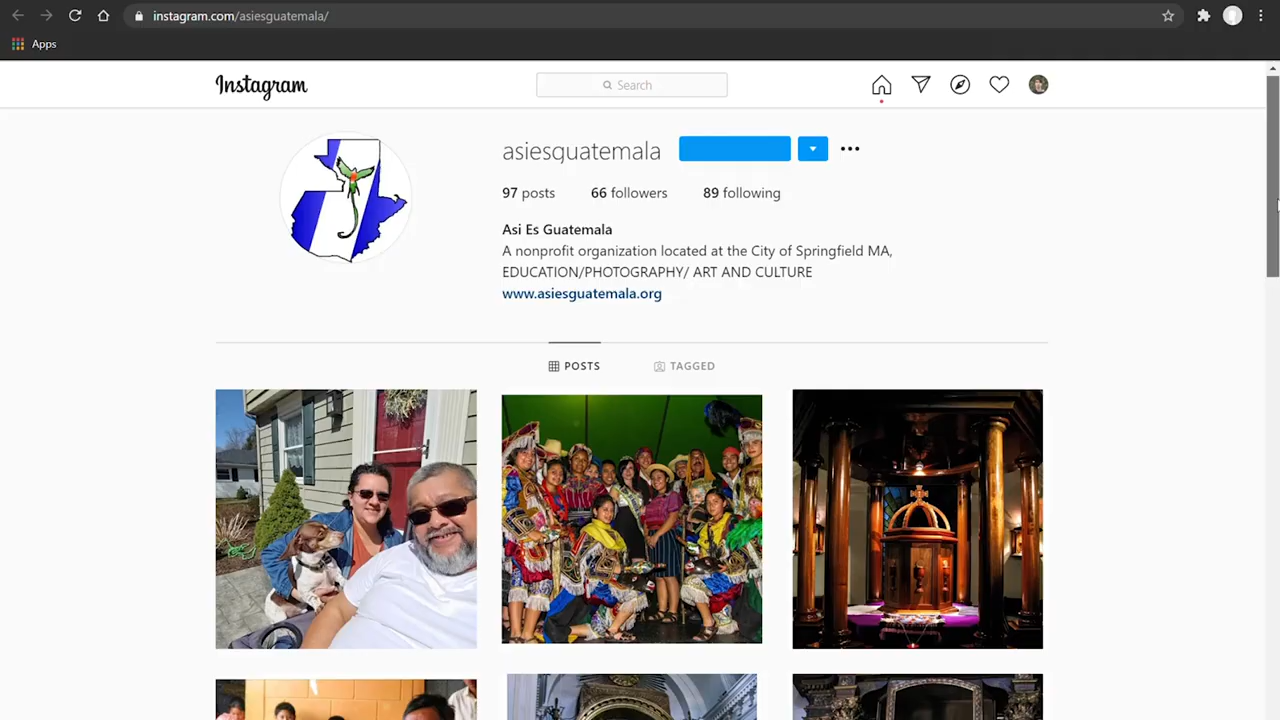 instagram.com/asiesguatemala/
Apps
Instagram
Search
asiesguatemala
97 posts 66 followers 89 following
Asi Es Guatemala
A nonprofit organization located at the City of Springfield MA,
EDUCATION/PHOTOGRAPHY/ ART AND CULTURE
www.asiesguatemala.org
POSTS TAGGED